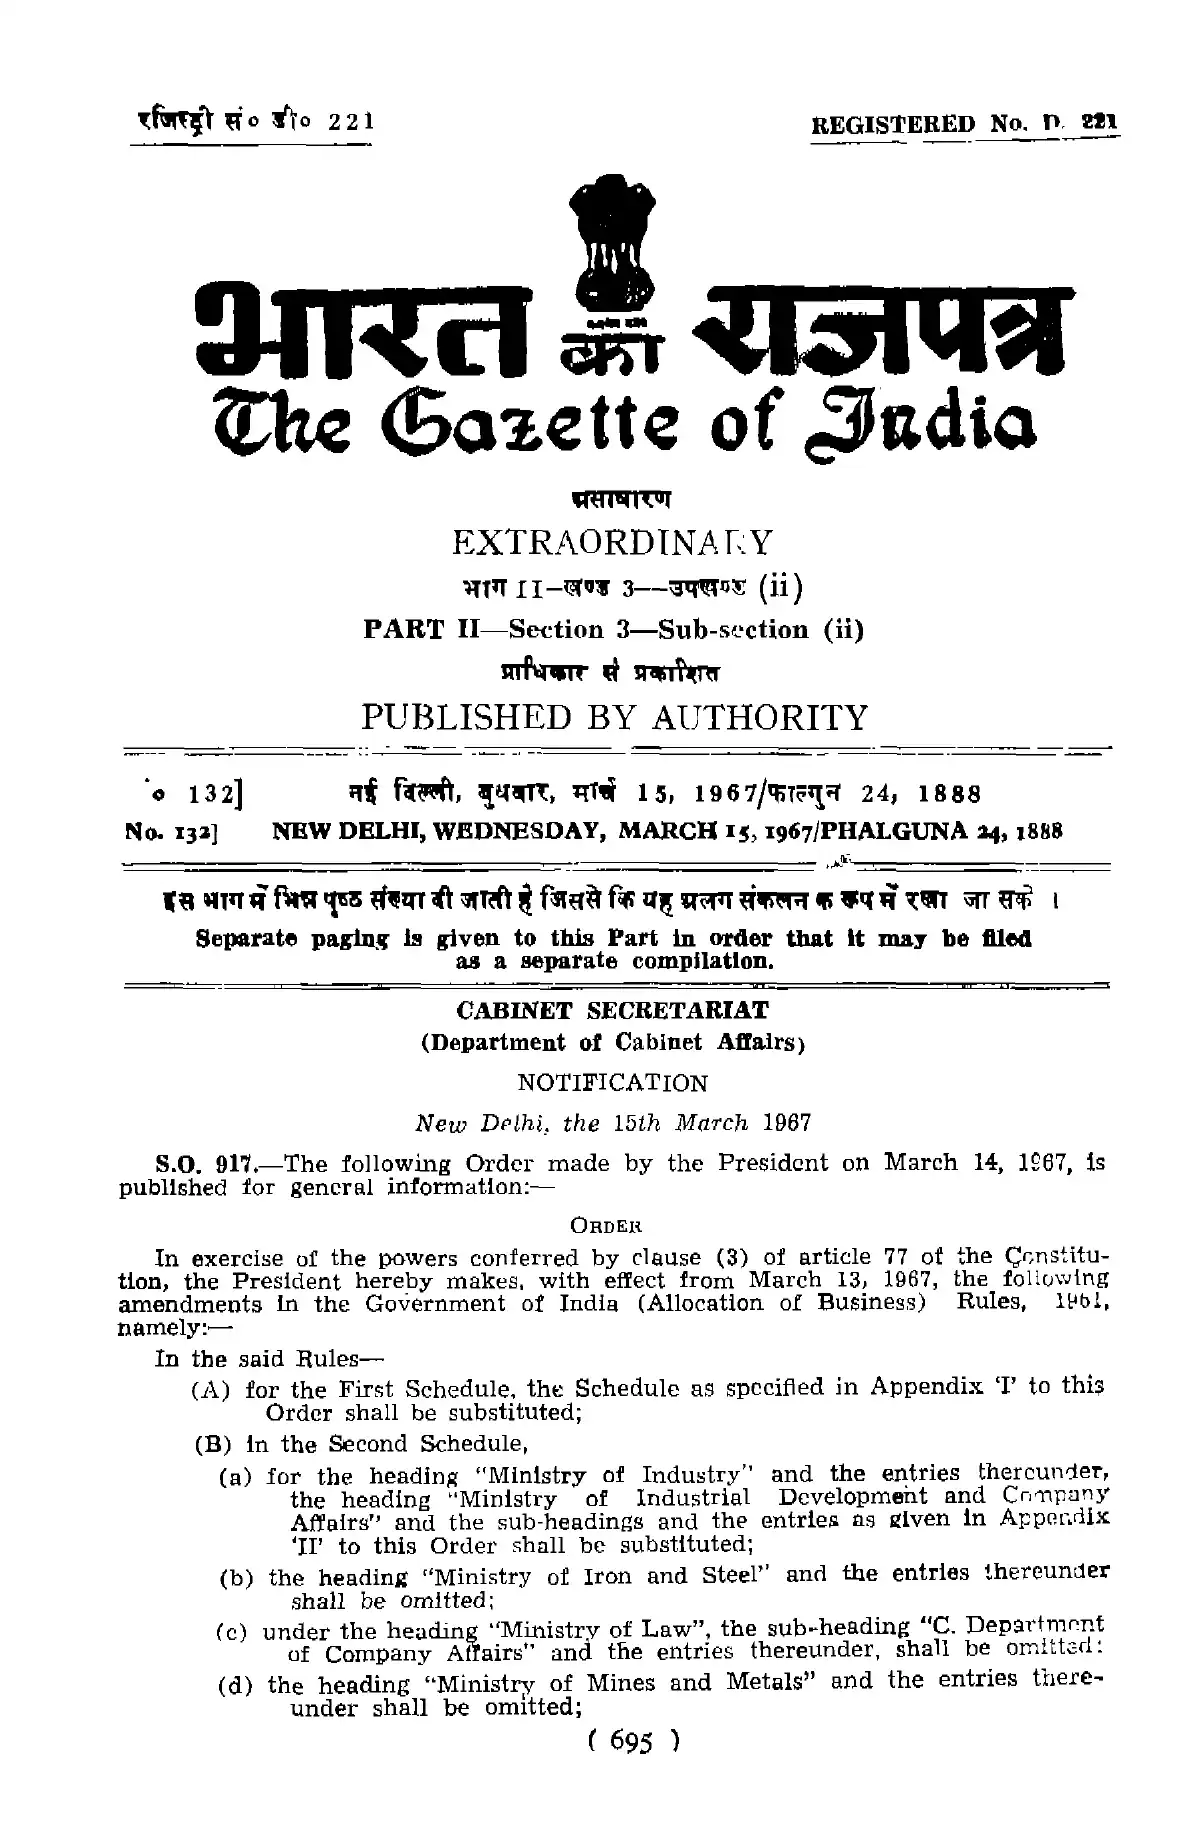 रजिस्ट्री सं० डी० 221
REGISTERED No. D. 221
भारत का राजपत्र
The Gazette of India
असाधारण
EXTRAORDINARY
भाग II—खण्ड 3—उपखण्ड (ii)
PART II—Section 3—Sub-section (ii)
प्राधिकार से प्रकाशित
PUBLISHED BY AUTHORITY
० 132] नई दिल्ली, बुधवार, मार्च 15, 1967/फाल्गुन 24, 1888
No. 132] NEW DELHI, WEDNESDAY, MARCH 15, 1967/PHALGUNA 24, 1888
इस भाग में भिन्न पृष्ठ संख्या दी जाती है जिससे कि यह अलग संकलन के रूप में रखा जा सके ।
Separate paging is given to this Part in order that it may be filed
as a separate compilation.
CABINET SECRETARIAT
(Department of Cabinet Affairs)
NOTIFICATION
New Delhi, the 15th March 1967
S.O. 917.—The following Order made by the President on March 14, 1967, is
published for general information:—
ORDER
In exercise of the powers conferred by clause (3) of article 77 of the Constitu-
tion, the President hereby makes, with effect from March 13, 1967, the following
amendments in the Government of India (Allocation of Business) Rules, 1961,
namely:—
In the said Rules—
(A) for the First Schedule, the Schedule as specified in Appendix 'I' to this
Order shall be substituted;
(B) in the Second Schedule,
(a) for the heading "Ministry of Industry" and the entries thereunder,
the heading "Ministry of Industrial Development and Company
Affairs" and the sub-headings and the entries as given in Appendix
'II' to this Order shall be substituted;
(b) the heading "Ministry of Iron and Steel" and the entries thereunder
shall be omitted;
(c) under the heading "Ministry of Law", the sub-heading "C. Department
of Company Affairs" and the entries thereunder, shall be omitted:
(d) the heading "Ministry of Mines and Metals" and the entries there-
under shall be omitted;
( 695 )